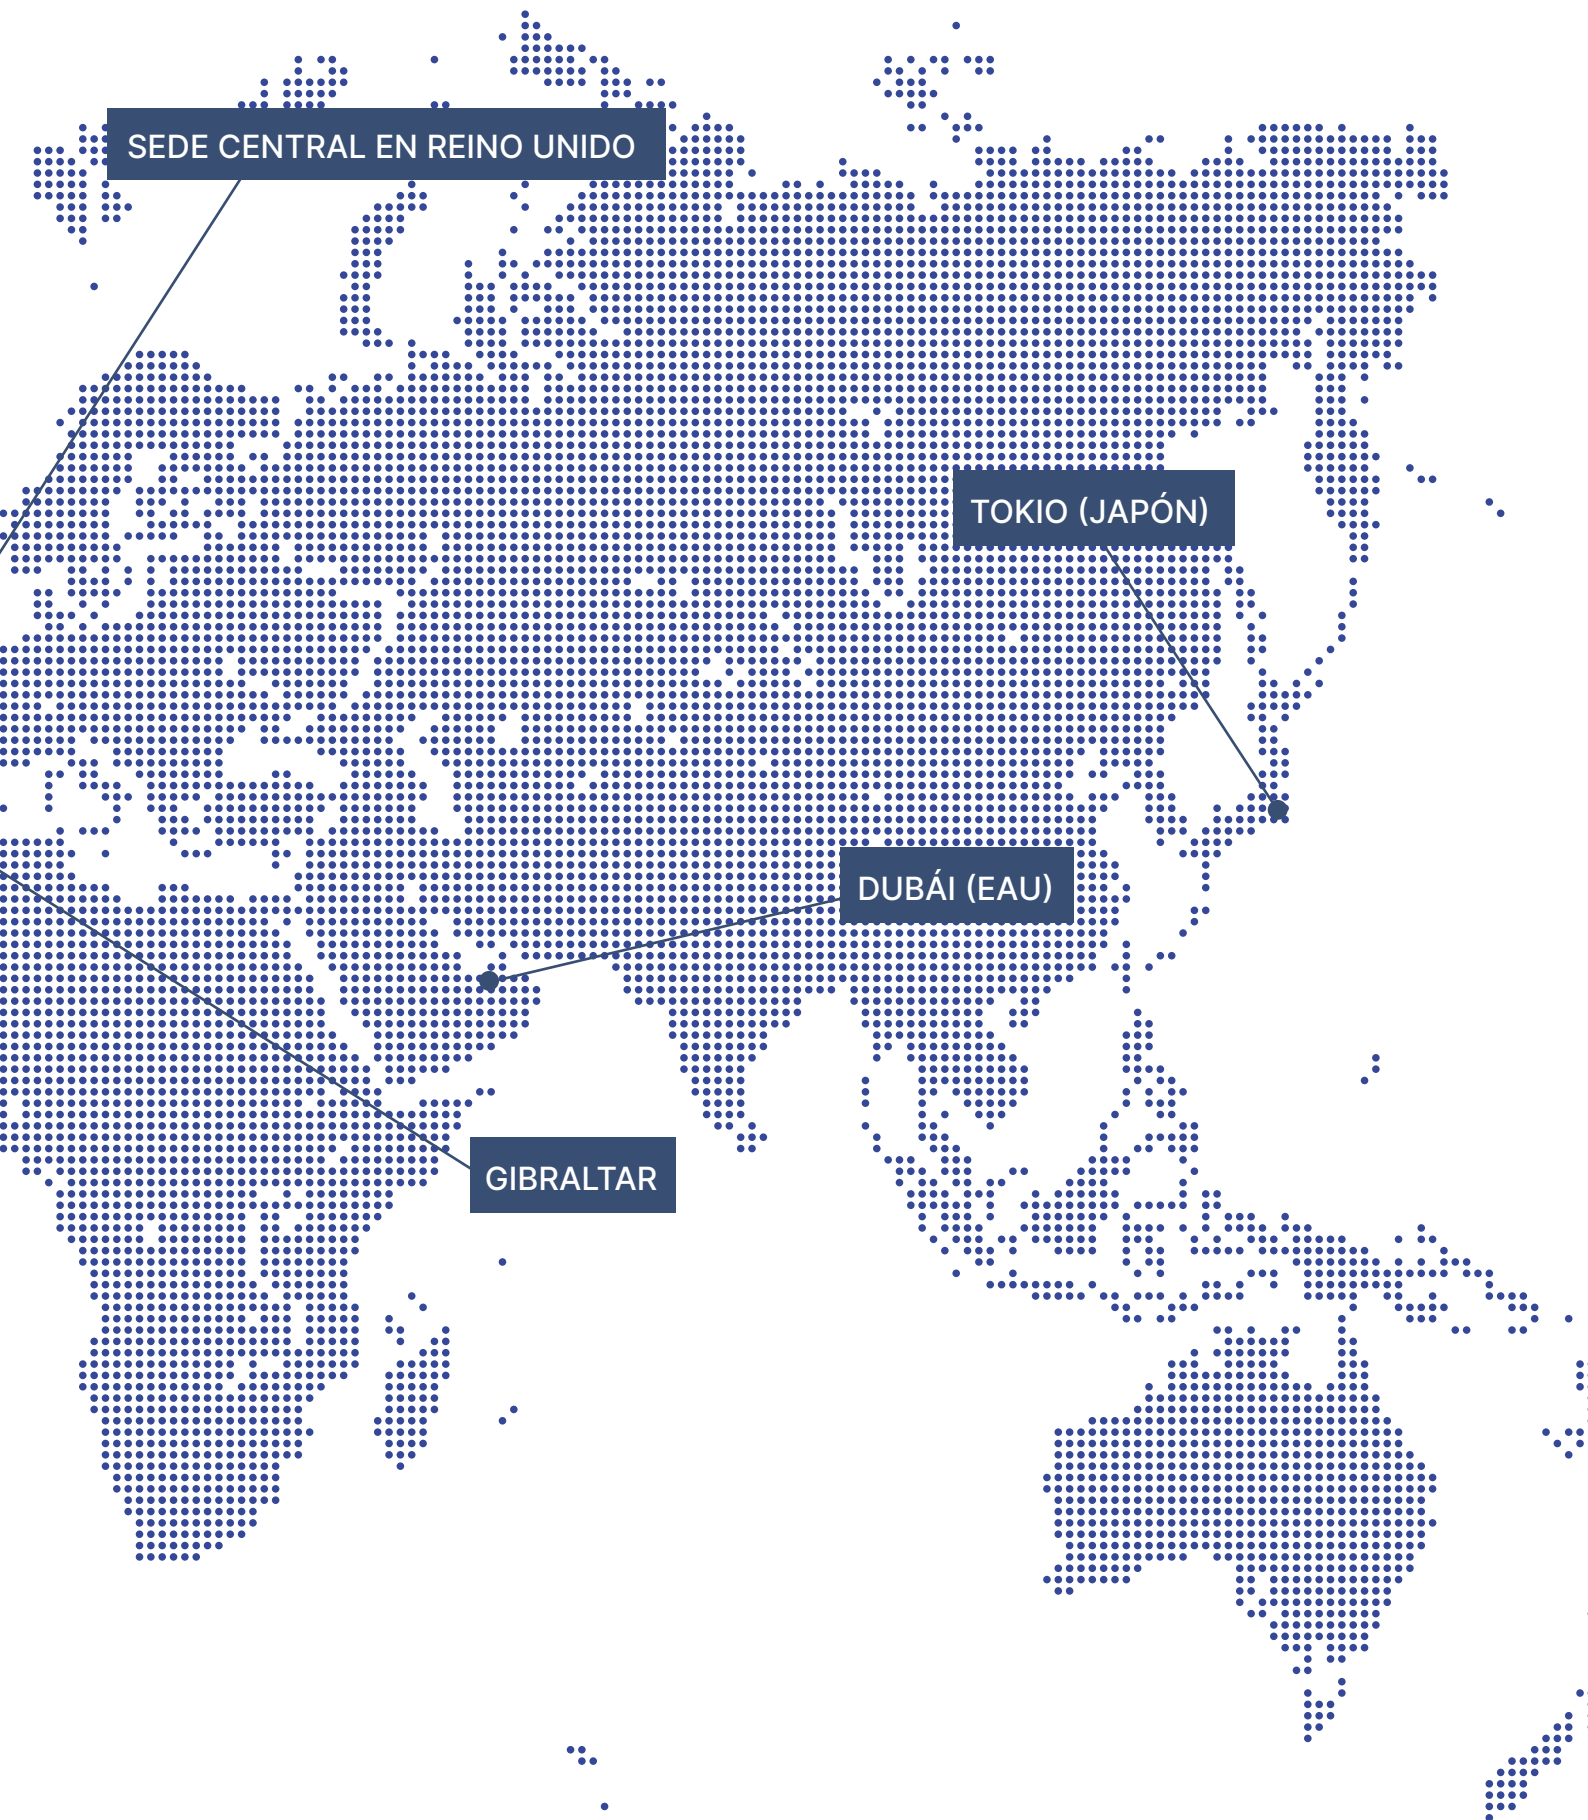 SEDE CENTRAL EN REINO UNIDO
TOKIO (JAPÓN)
DUBÁI (EAU)
GIBRALTAR